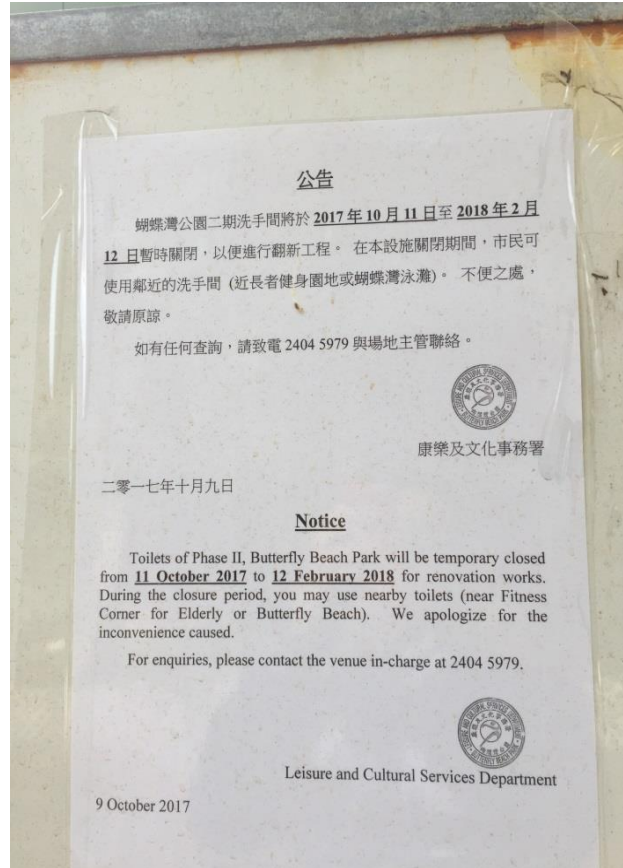 公告
蝴蝶灣公園二期洗手間將於 2017 年 10 月 11 日至 2018 年 2 月
12 日暫時關閉，以便進行翻新工程。 在本設施關閉期間，市民可
使用鄰近的洗手間 (近長者健身園地或蝴蝶灣泳灘)。 不便之處，
敬請原諒。
如有任何查詢，請致電 2404 5979 與場地主管聯絡。
康樂及文化事務署
二零一七年十月九日
Notice
Toilets of Phase II, Butterfly Beach Park will be temporary closed
from 11 October 2017 to 12 February 2018 for renovation works.
During the closure period, you may use nearby toilets (near Fitness
Corner for Elderly or Butterfly Beach). We apologize for the
inconvenience caused.
For enquiries, please contact the venue in-charge at 2404 5979.
Leisure and Cultural Services Department
9 October 2017